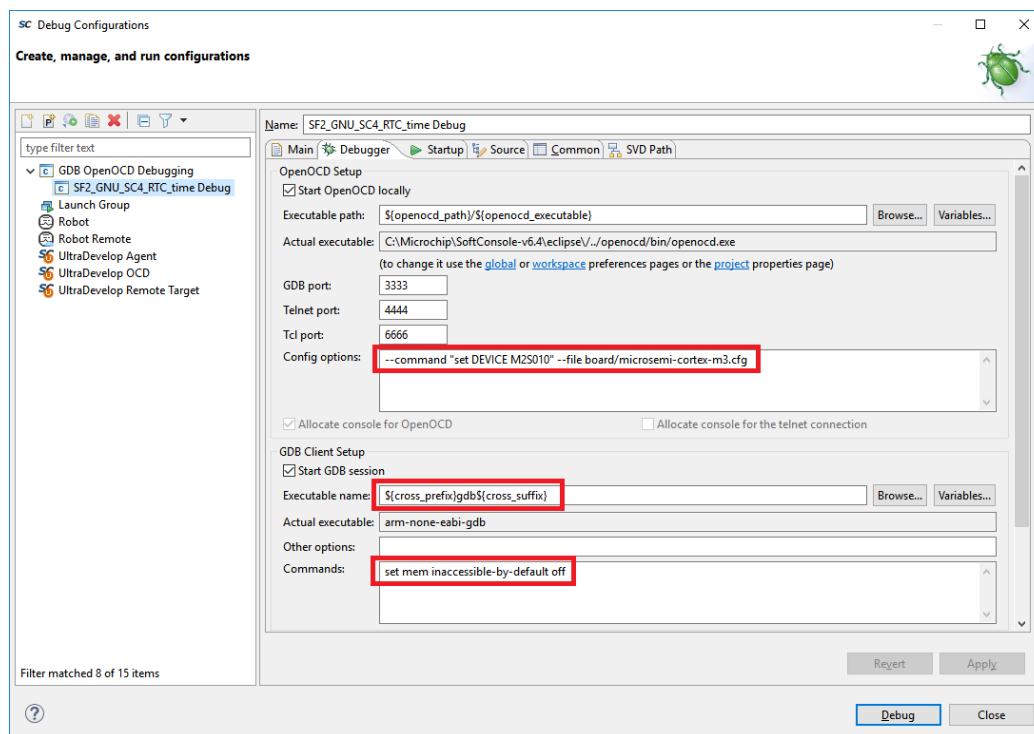 SC Debug Configurations
Create, manage, and run configurations
type filter text
GDB OpenOCD Debugging
SF2_GNU_SC4_RTC_time Debug
Launch Group
Robot
Robot Remote
UltraDevelop Agent
UltraDevelop OCD
UltraDevelop Remote Target
Filter matched 8 of 15 items
Name: SF2_GNU_SC4_RTC_time Debug
Main Debugger Startup Source Common SVD Path
OpenOCD Setup
Start OpenOCD locally
Executable path: ${openocd_path}/${openocd_executable} Browse... Variables...
Actual executable: C:\Microchip\SoftConsole-v6.4\eclipse\/../openocd/bin/openocd.exe
(to change it use the global or workspace preferences pages or the project properties page)
GDB port: 3333
Telnet port: 4444
Tcl port: 6666
Config options: --command "set DEVICE M2S010" --file board/microsemi-cortex-m3.cfg
Allocate console for OpenOCD Allocate console for the telnet connection
GDB Client Setup
Start GDB session
Executable name: ${cross_prefix}gdb${cross_suffix} Browse... Variables...
Actual executable: arm-none-eabi-gdb
Other options:
Commands: set mem inaccessible-by-default off
Revert Apply
? Debug Close